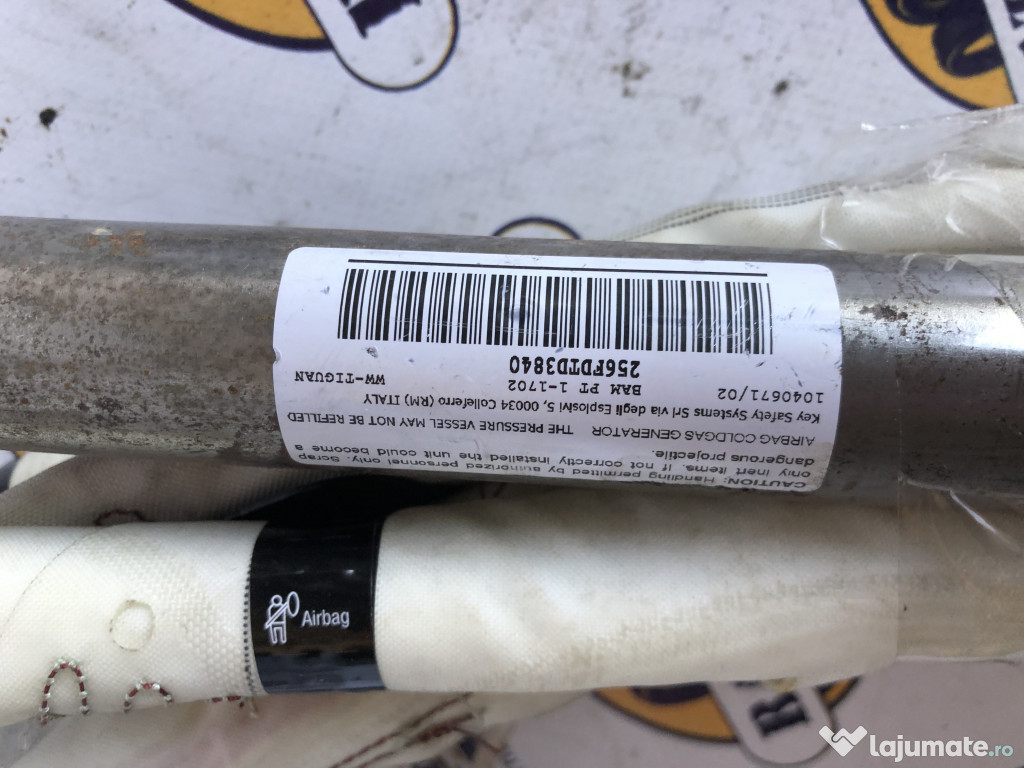 CAUTION: Handling permitted by authorized personnel only. Scrap
only inert items. If not correctly installed the unit could become a
dangerous projectile.
AIRBAG COLDGAS GENERATOR THE PRESSURE VESSEL MAY NOT BE REFILLED
Key Safety Systems Srl via degli Esplosivi 5, 00034 Colleferro (RM) ITALY
1040671/02 BAM PT 1-1702 WW-TIGUAN
256FDTD3840
Airbag
lajumate.ro